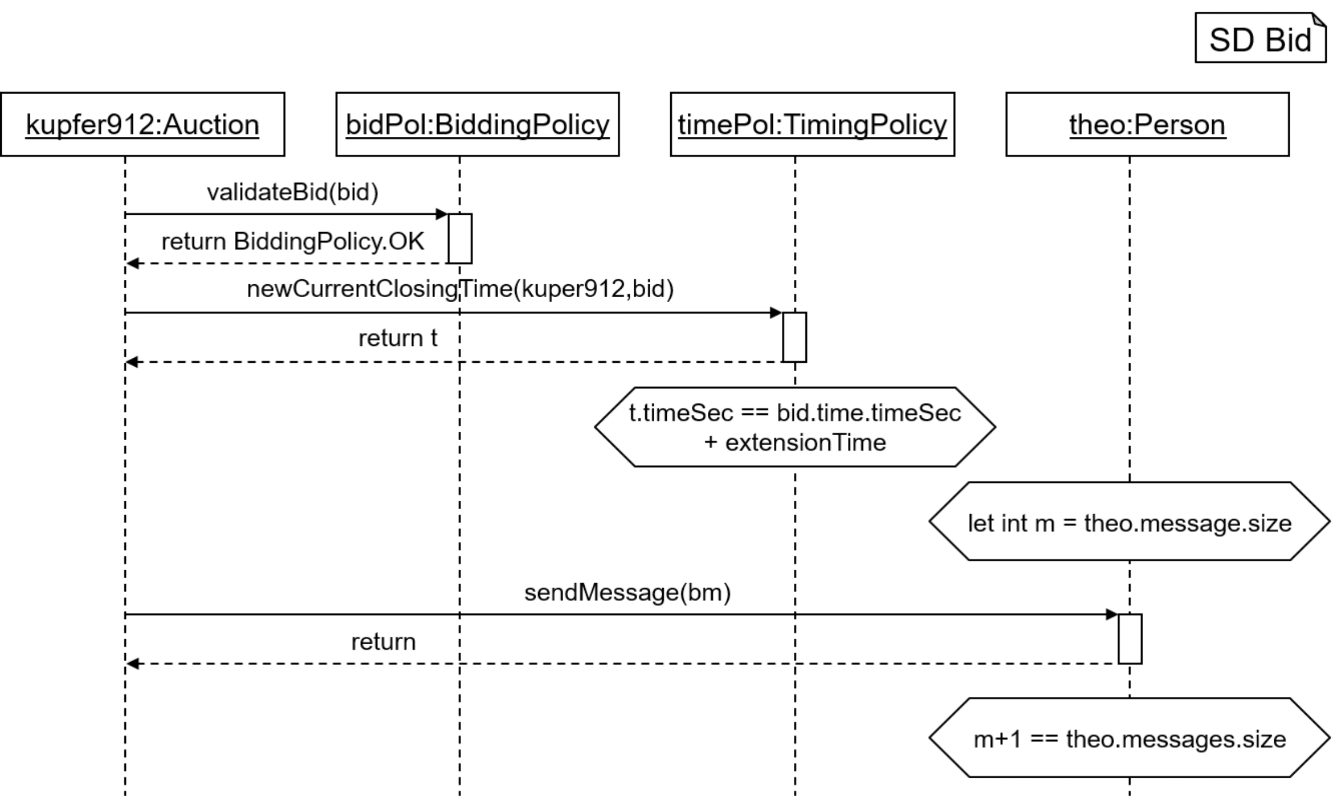 SD Bid
kupfer912:Auction
bidPol:BiddingPolicy
timePol:TimingPolicy
theo:Person
validateBid(bid)
return BiddingPolicy.OK
newCurrentClosingTime(kuper912,bid)
return t
t.timeSec == bid.time.timeSec
+ extensionTime
let int m = theo.message.size
sendMessage(bm)
return
m+1 == theo.messages.size